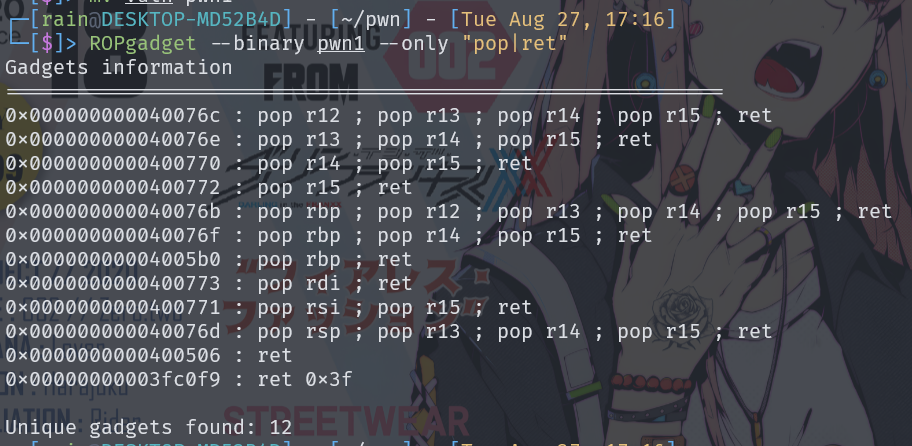 ─[rain@DESKTOP-MD52B4D] - [~/pwn] - [Tue Aug 27, 17:16]
─[$]> ROPgadget --binary pwn1 --only "pop|ret"
Gadgets information
============================================================
0x000000000040076c : pop r12 ; pop r13 ; pop r14 ; pop r15 ; ret
0x000000000040076e : pop r13 ; pop r14 ; pop r15 ; ret
0x0000000000400770 : pop r14 ; pop r15 ; ret
0x0000000000400772 : pop r15 ; ret
0x000000000040076b : pop rbp ; pop r12 ; pop r13 ; pop r14 ; pop r15 ; ret
0x000000000040076f : pop rbp ; pop r14 ; pop r15 ; ret
0x00000000004005b0 : pop rbp ; ret
0x0000000000400773 : pop rdi ; ret
0x0000000000400771 : pop rsi ; pop r15 ; ret
0x000000000040076d : pop rsp ; pop r13 ; pop r14 ; pop r15 ; ret
0x0000000000400506 : ret
0x00000000003fc0f9 : ret 0x3f
Unique gadgets found: 12
FEATURING
FROM
002
STREETWEAR